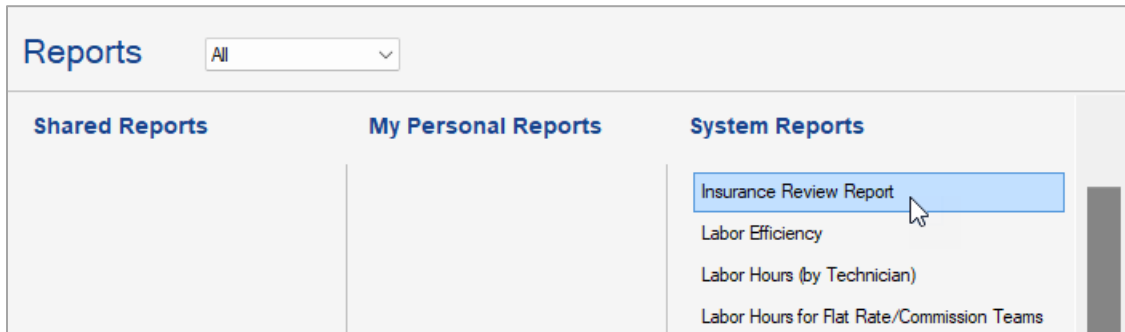 Reports
All
Shared Reports
My Personal Reports
System Reports
Insurance Review Report
Labor Efficiency
Labor Hours (by Technician)
Labor Hours for Flat Rate/Commission Teams